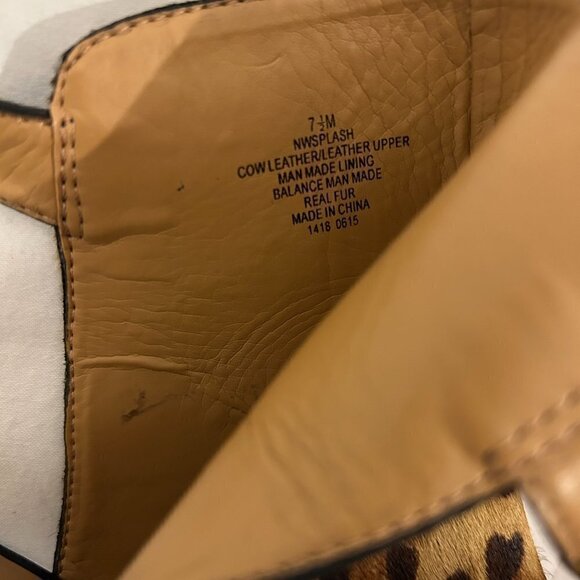 7 ½M
NWSPLASH
COW LEATHER/LEATHER UPPER
MAN MADE LINING
BALANCE MAN MADE
REAL FUR
MADE IN CHINA
1418 0615